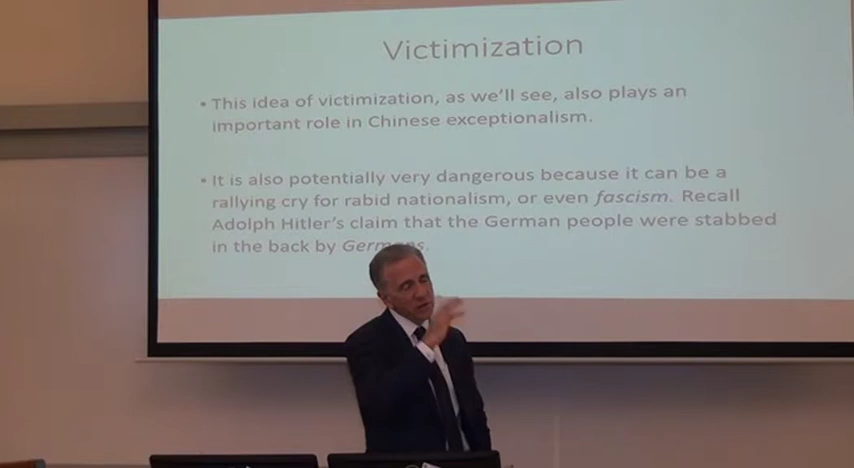 Victimization
• This idea of victimization, as we'll see, also plays an
important role in Chinese exceptionalism.
• It is also potentially very dangerous because it can be a
rallying cry for rabid nationalism, or even fascism. Recall
Adolph Hitler's claim that the German people were stabbed
in the back by Germans.